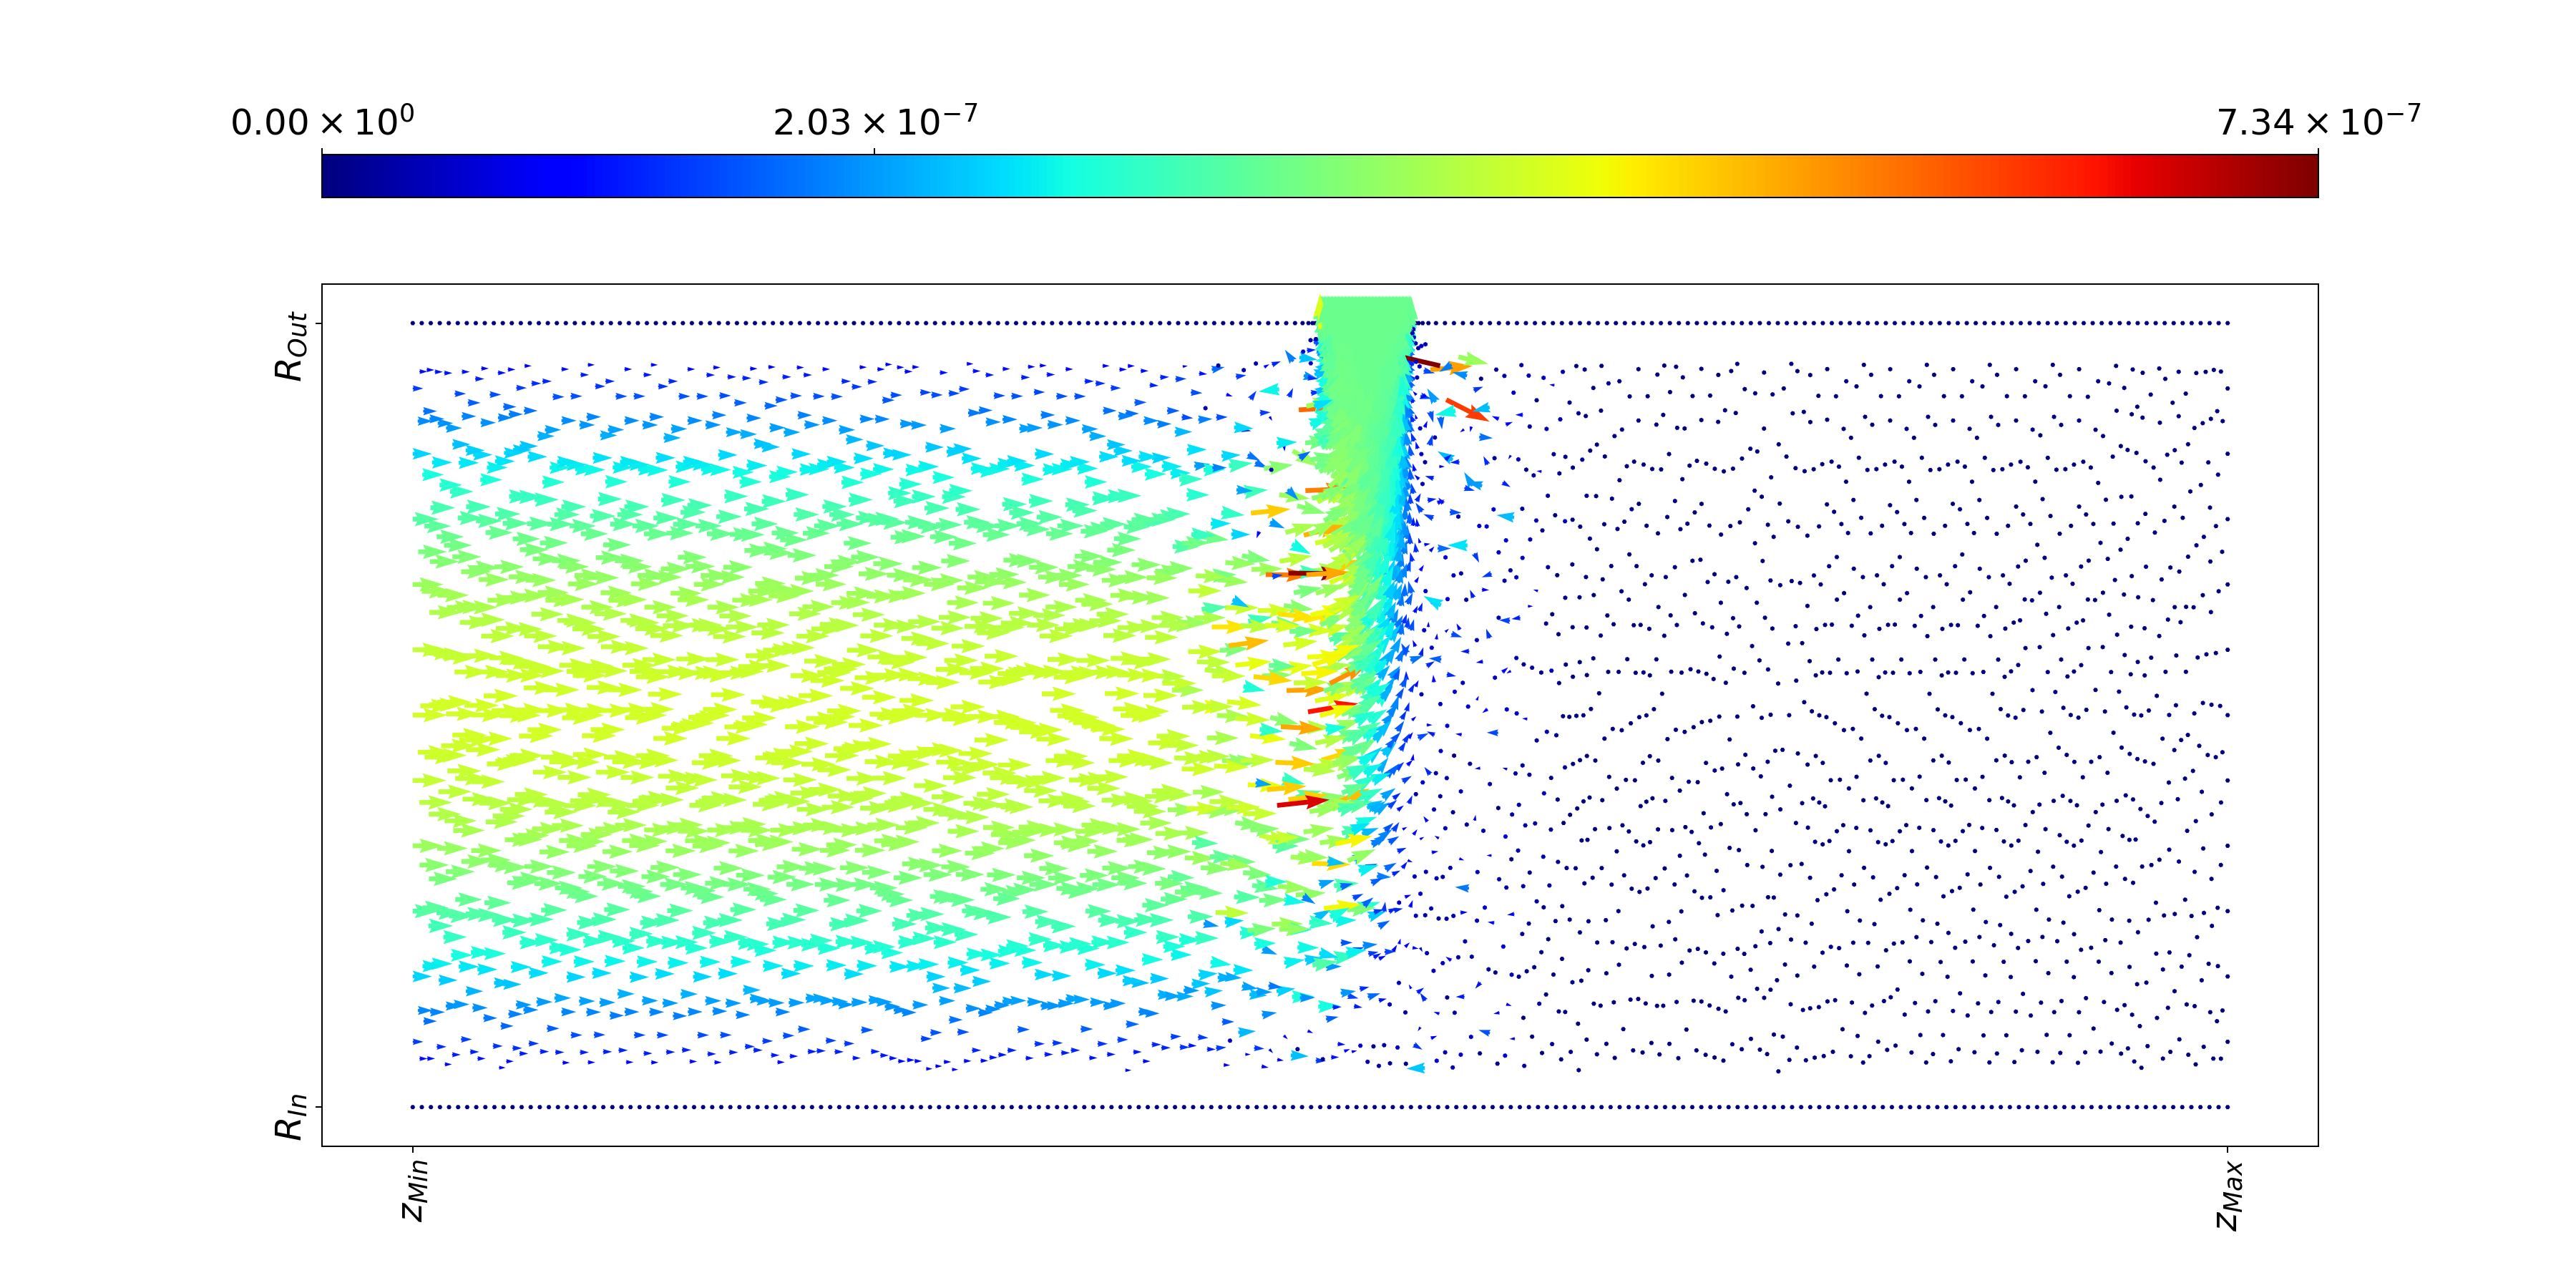 0.00 × 10⁰ 2.03 × 10⁻⁷ 7.34 × 10⁻⁷
R_Out
R_In
z_Min z_Max